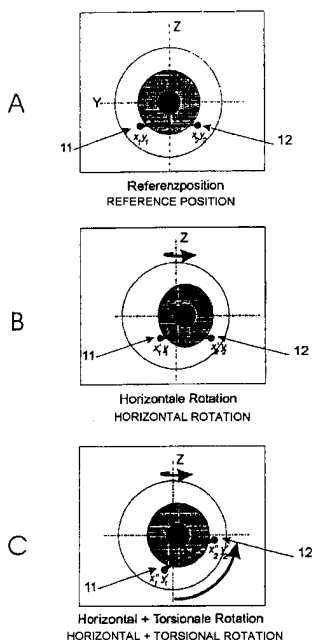 Z
A
Y
11
12
x₁y₁
x₂y₂
Referenzposition
REFERENCE POSITION
Z
B
11
12
Horizontale Rotation
HORIZONTAL ROTATION
Z
C
12
11
Horizontal + Torsionale Rotation
HORIZONTAL + TORSIONAL ROTATION